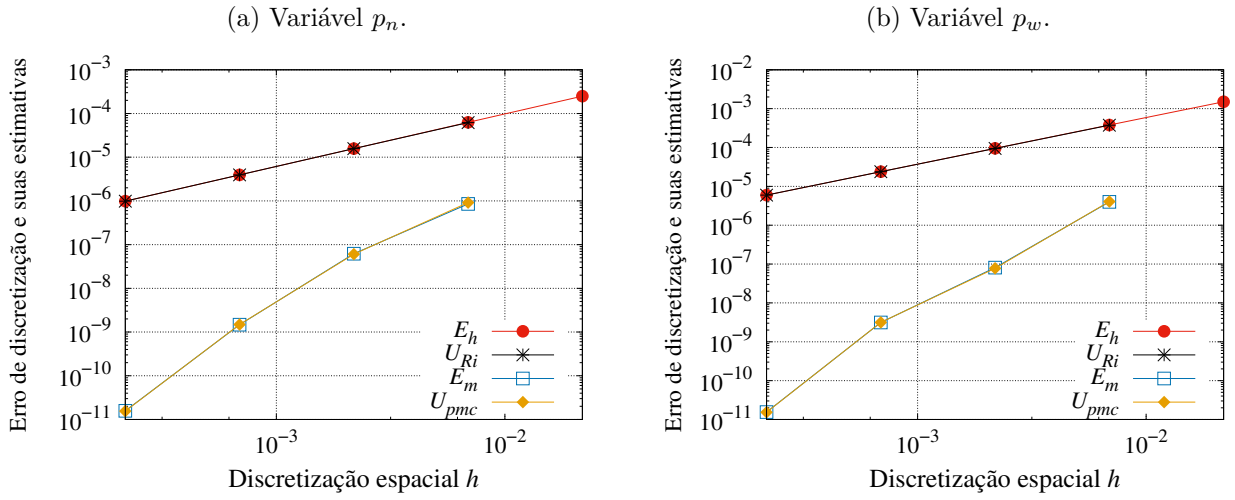 (a) Variável pₙ.
Erro de discretização e suas estimativas
10⁻³
10⁻⁴
10⁻⁵
10⁻⁶
10⁻⁷
10⁻⁸
10⁻⁹
10⁻¹⁰
10⁻¹¹
E_h
U_Ri
E_m
U_pmc
10⁻³ 10⁻²
Discretização espacial h
(b) Variável p_w.
Erro de discretização e suas estimativas
10⁻²
10⁻³
10⁻⁴
10⁻⁵
10⁻⁶
10⁻⁷
10⁻⁸
10⁻⁹
10⁻¹⁰
10⁻¹¹
E_h
U_Ri
E_m
U_pmc
10⁻³ 10⁻²
Discretização espacial h